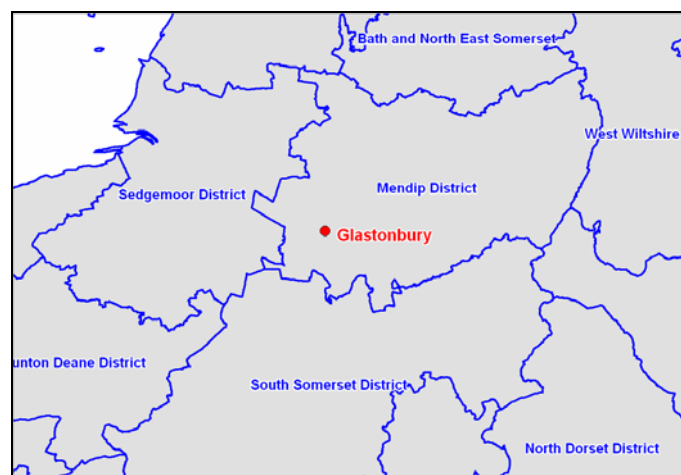 Bath and North East Somerset
West Wiltshire
Sedgemoor District
Mendip District
Glastonbury
unton Deane District
South Somerset District
North Dorset District